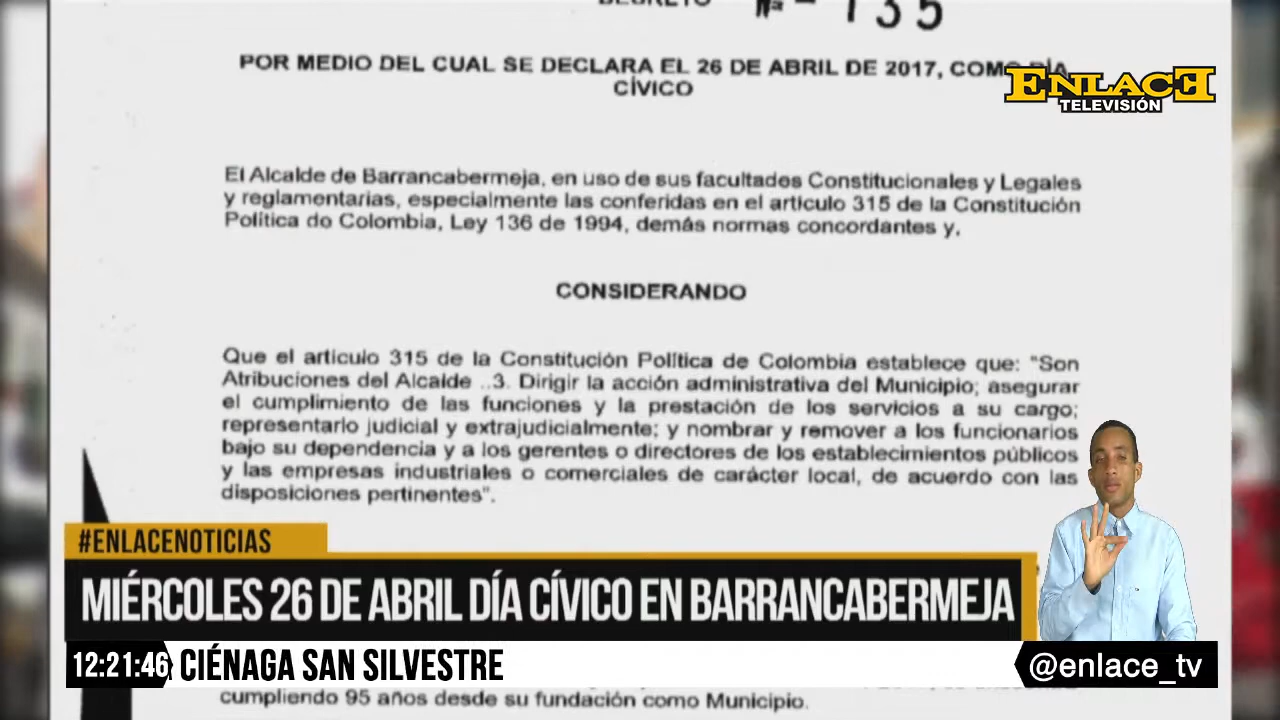 DECRETO Nº - 135
POR MEDIO DEL CUAL SE DECLARA EL 26 DE ABRIL DE 2017, COMO DÍA
CÍVICO
ENLACE
TELEVISIÓN
El Alcalde de Barrancabermeja, en uso de sus facultades Constitucionales y Legales
y reglamentarias, especialmente las conferidas en el articulo 315 de la Constitución
Política de Colombia, Ley 136 de 1994, demás normas concordantes y,
CONSIDERANDO
Que el articulo 315 de la Constitución Política de Colombia establece que: "Son
Atribuciones del Alcalde ..3. Dirigir la acción administrativa del Municipio; asegurar
el cumplimiento de las funciones y la prestación de los servicios a su cargo;
representarlo judicial y extrajudicialmente; y nombrar y remover a los funcionarios
bajo su dependencia y a los gerentes o directores de los establecimientos públicos
y las empresas industriales o comerciales de carácter local, de acuerdo con las
disposiciones pertinentes".
#ENLACENOTICIAS
MIÉRCOLES 26 DE ABRIL DÍA CÍVICO EN BARRANCABERMEJA
12:21:46 CIÉNAGA SAN SILVESTRE
@enlace_tv
cumpliendo 95 años desde su fundación como Municipio.